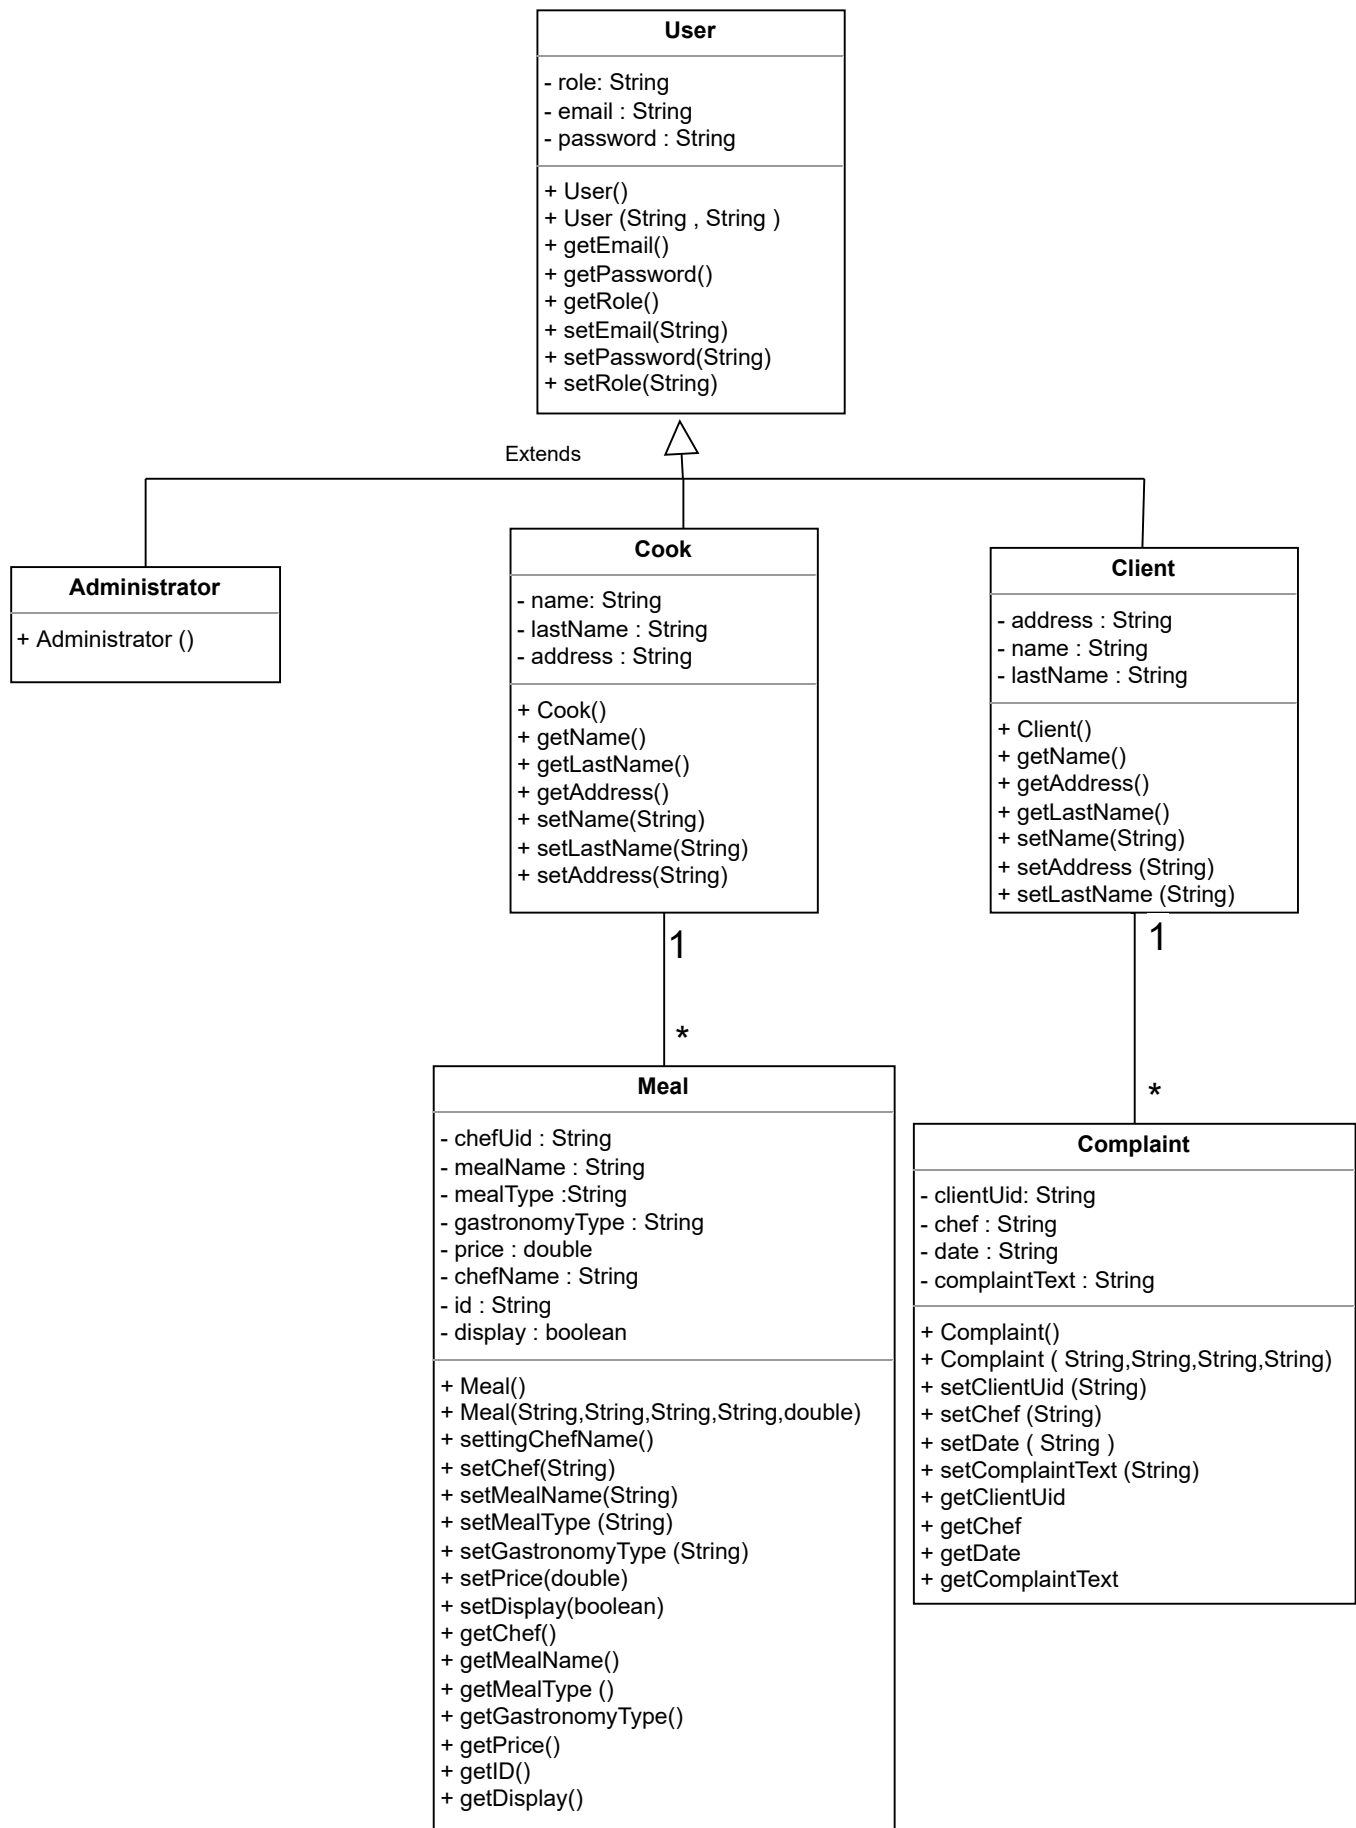 User
- role: String
- email : String
- password : String
+ User()
+ User (String , String )
+ getEmail()
+ getPassword()
+ getRole()
+ setEmail(String)
+ setPassword(String)
+ setRole(String)
Extends
Administrator
+ Administrator ()
Cook
- name: String
- lastName : String
- address : String
+ Cook()
+ getName()
+ getLastName()
+ getAddress()
+ setName(String)
+ setLastName(String)
+ setAddress(String)
Client
- address : String
- name : String
- lastName : String
+ Client()
+ getName()
+ getAddress()
+ getLastName()
+ setName(String)
+ setAddress (String)
+ setLastName (String)
1
*
1
*
Meal
- chefUid : String
- mealName : String
- mealType :String
- gastronomyType : String
- price : double
- chefName : String
- id : String
- display : boolean
+ Meal()
+ Meal(String,String,String,String,double)
+ settingChefName()
+ setChef(String)
+ setMealName(String)
+ setMealType (String)
+ setGastronomyType (String)
+ setPrice(double)
+ setDisplay(boolean)
+ getChef()
+ getMealName()
+ getMealType ()
+ getGastronomyType()
+ getPrice()
+ getID()
+ getDisplay()
Complaint
- clientUid: String
- chef : String
- date : String
- complaintText : String
+ Complaint()
+ Complaint ( String,String,String,String)
+ setClientUid (String)
+ setChef (String)
+ setDate ( String )
+ setComplaintText (String)
+ getClientUid
+ getChef
+ getDate
+ getComplaintText